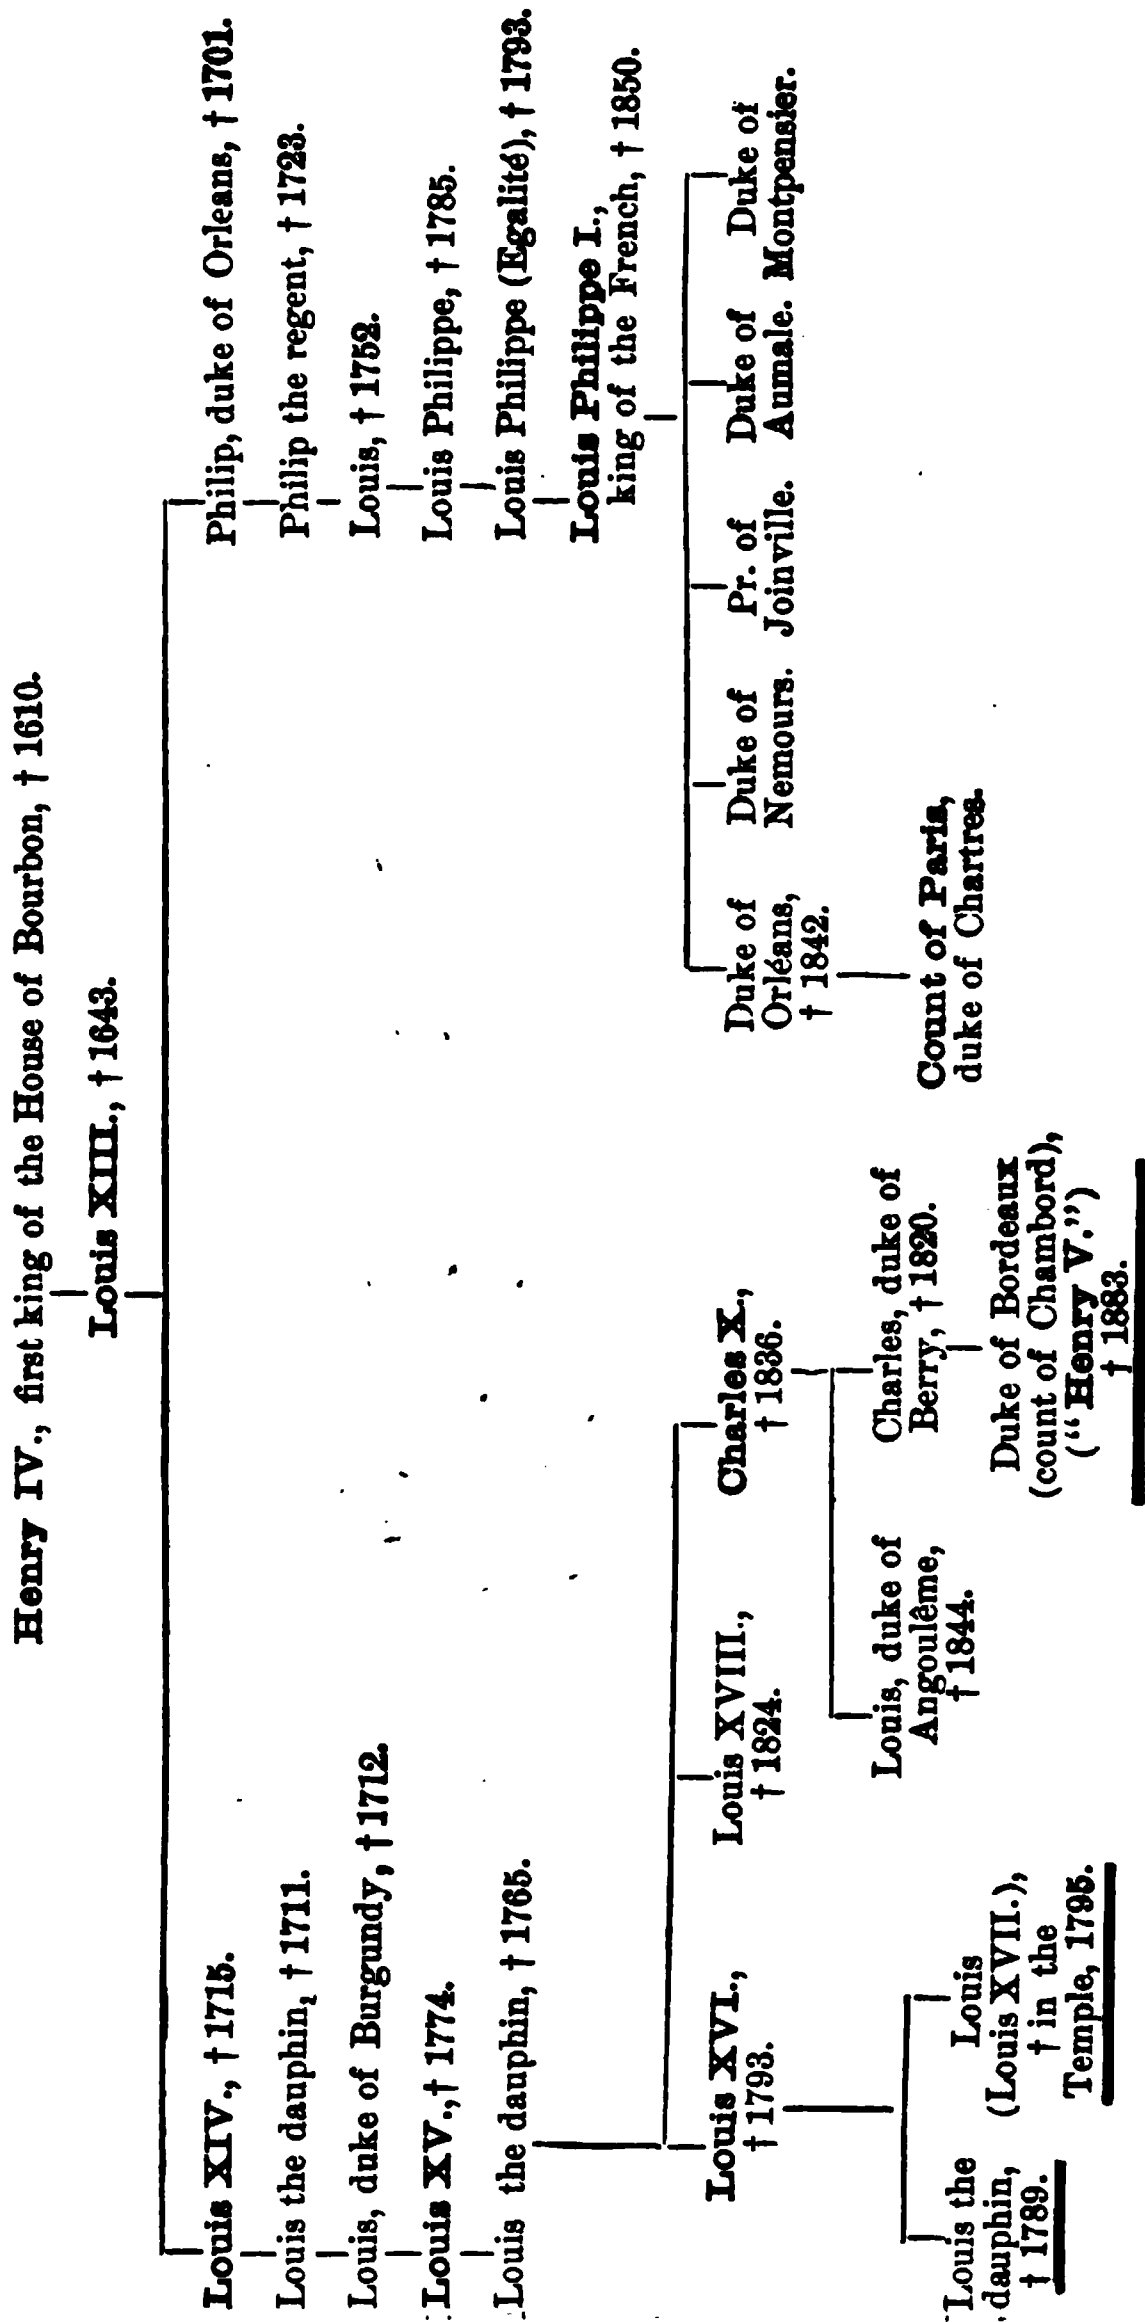 Henry IV., first king of the House of Bourbon, † 1610.
Louis XIII., † 1643.
Louis XIV., † 1715.
Louis the dauphin, † 1711.
Louis, duke of Burgundy, † 1712.
Louis XV., † 1774.
Louis the dauphin, † 1765.
Philip, duke of Orleans, † 1701.
Philip the regent, † 1723.
Louis, † 1752.
Louis Philippe, † 1785.
Louis Philippe (Egalité), † 1793.
Louis Philippe I.,
king of the French, † 1850.
Louis XVI.,
† 1793.
Louis XVIII.,
† 1824.
Charles X.,
† 1836.
Duke of
Orléans,
† 1842.
Duke of
Nemours.
Pr. of
Joinville.
Duke of
Aumale.
Duke of
Montpensier.
Louis the
dauphin,
† 1789.
Louis
(Louis XVII.),
† in the
Temple, 1795.
Louis, duke of
Angoulême,
† 1844.
Charles, duke of
Berry, † 1820.
Duke of Bordeaux
(count of Chambord),
(“Henry V.”)
† 1883.
Count of Paris,
duke of Chartres.